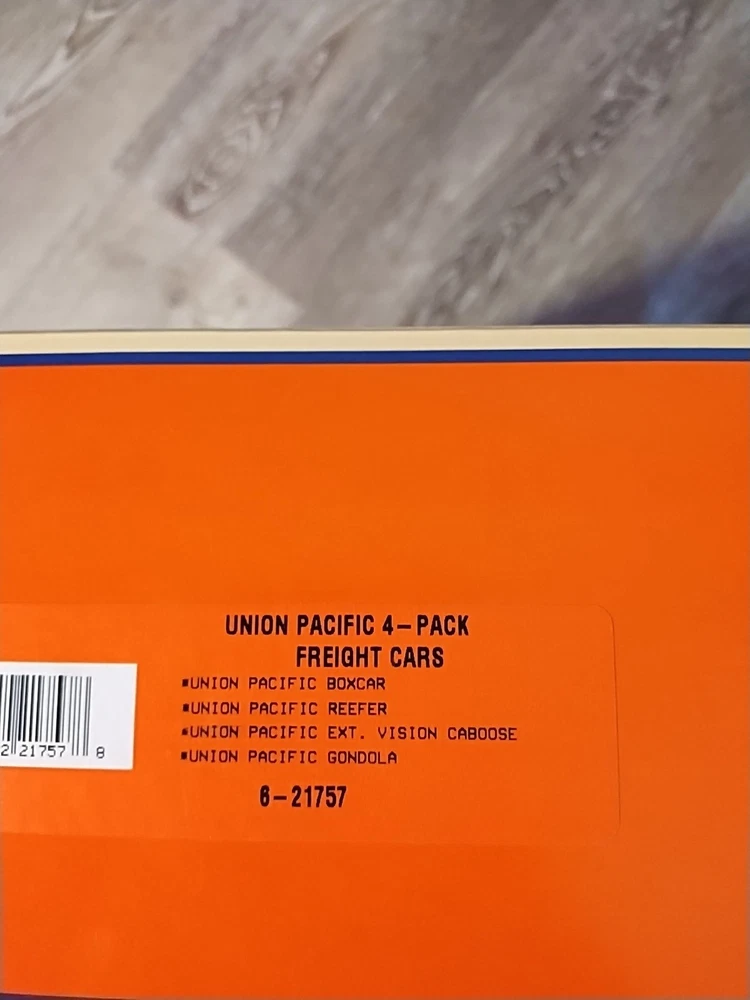 UNION PACIFIC 4-PACK
FREIGHT CARS
▪UNION PACIFIC BOXCAR
▪UNION PACIFIC REEFER
▪UNION PACIFIC EXT. VISION CABOOSE
▪UNION PACIFIC GONDOLA
2 21757 8
6-21757